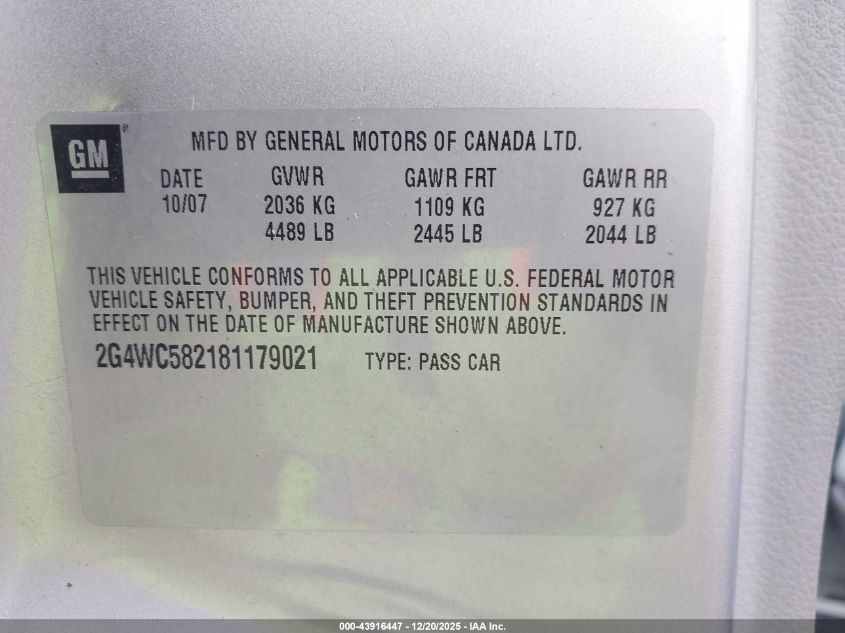 GM
MFD BY GENERAL MOTORS OF CANADA LTD.
DATE GVWR GAWR FRT GAWR RR
10/07 2036 KG 1109 KG 927 KG
4489 LB 2445 LB 2044 LB
THIS VEHICLE CONFORMS TO ALL APPLICABLE U.S. FEDERAL MOTOR
VEHICLE SAFETY, BUMPER, AND THEFT PREVENTION STANDARDS IN
EFFECT ON THE DATE OF MANUFACTURE SHOWN ABOVE.
2G4WC582181179021 TYPE: PASS CAR
000-43916447 - 12/20/2025 - IAA Inc.